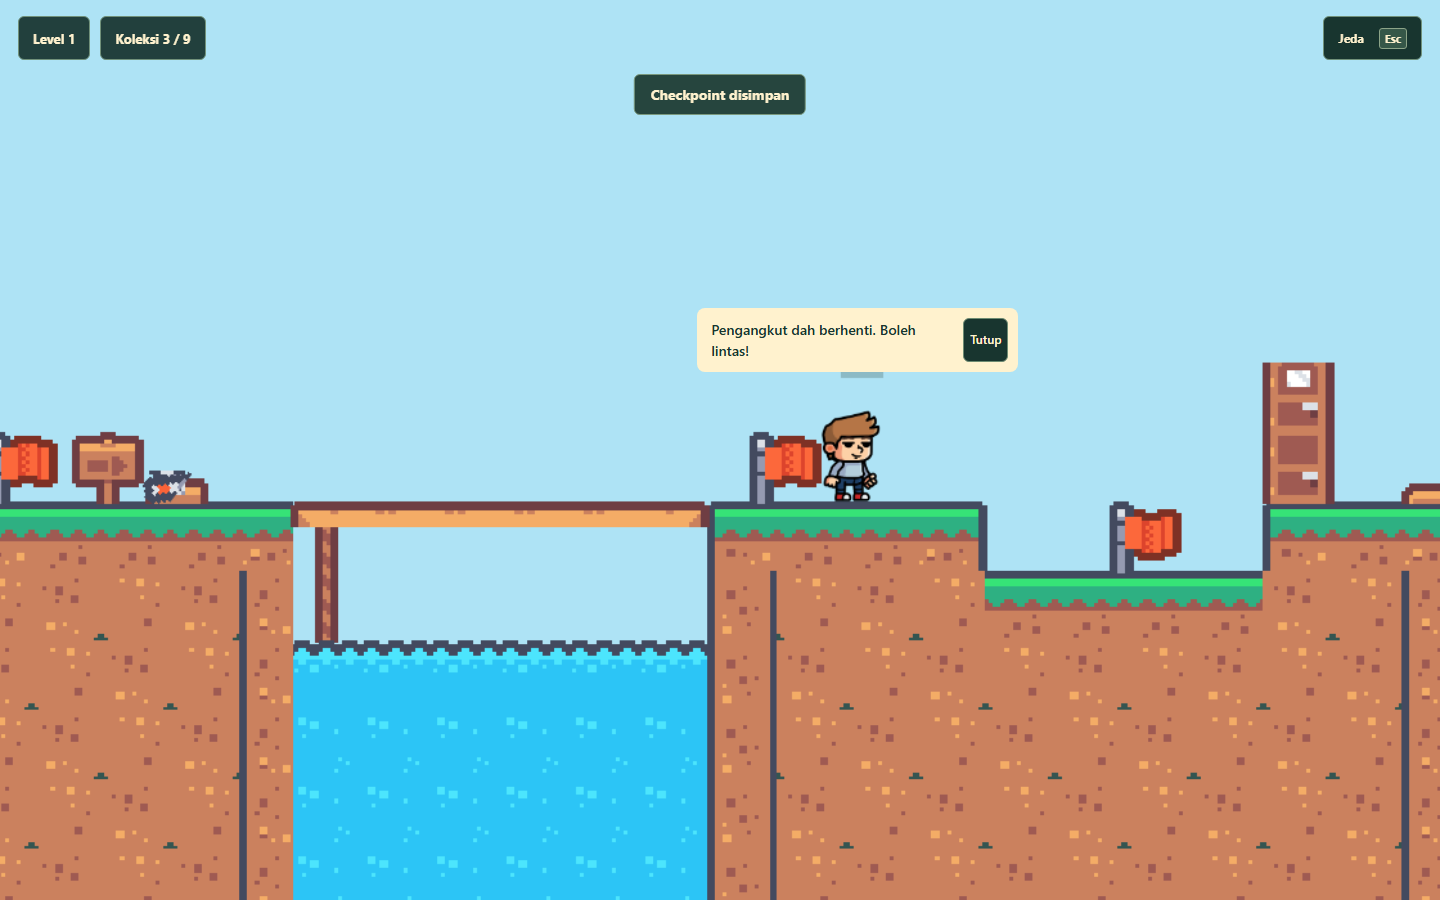 Level 1
Koleksi 3 / 9
Jeda Esc
Checkpoint disimpan
Pengangkut dah berhenti. Boleh
lintas!
Tutup